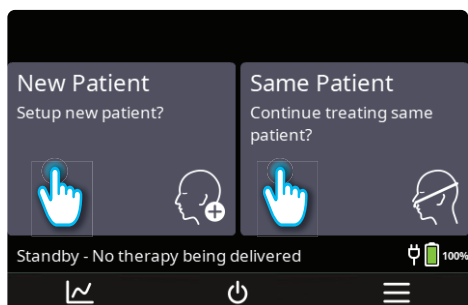 New Patient
Setup new patient?
Same Patient
Continue treating same
patient?
Standby - No therapy being delivered
100%